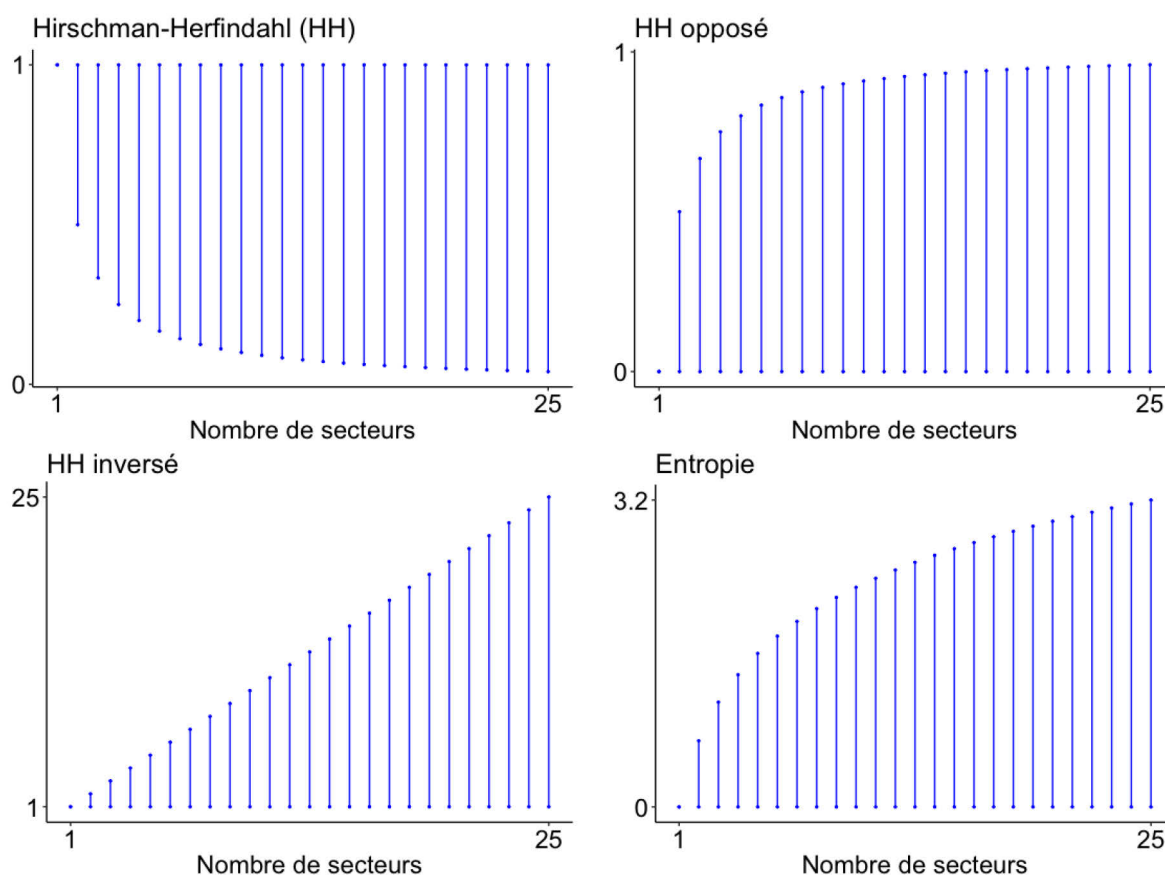 Hirschman-Herfindahl (HH)
1
0
1
25
Nombre de secteurs
HH opposé
1
0
1
25
Nombre de secteurs
HH inversé
25
1
1
25
Nombre de secteurs
Entropie
3.2
0
1
25
Nombre de secteurs